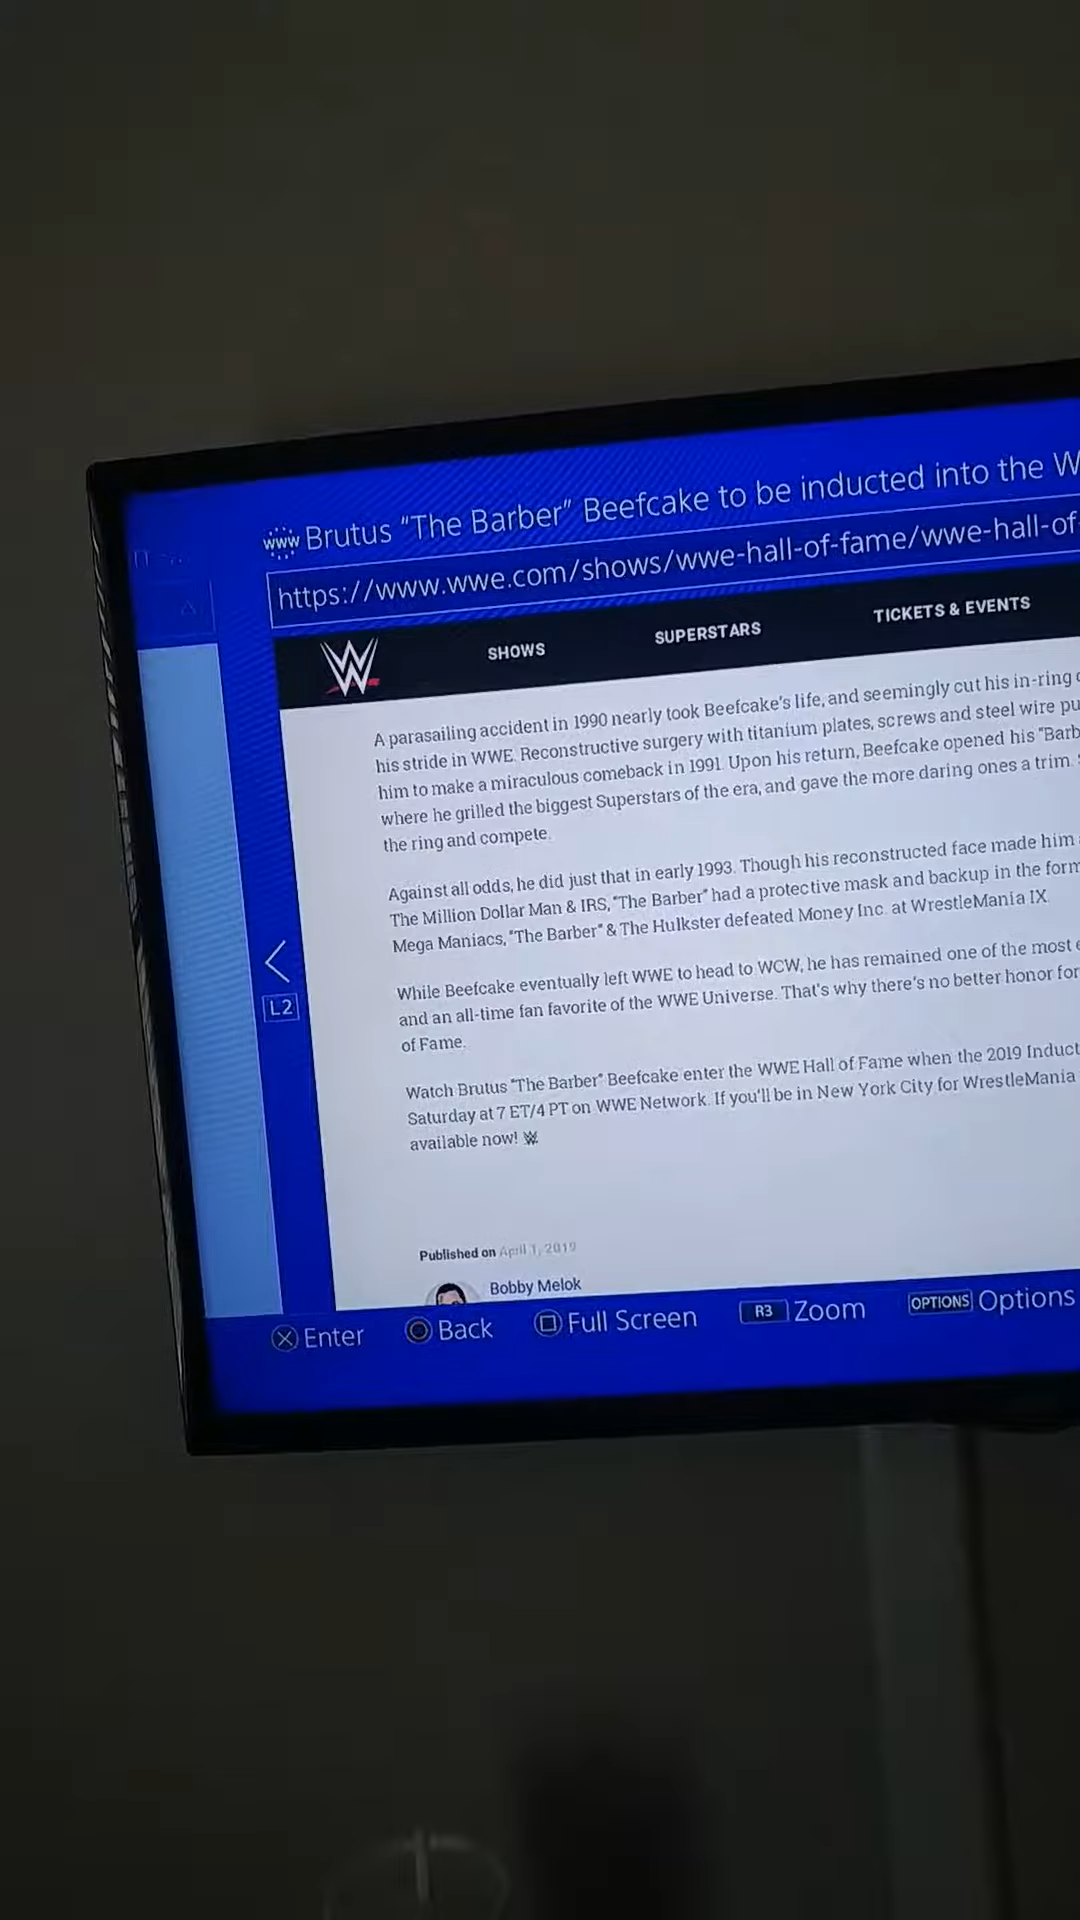 www Brutus "The Barber" Beefcake to be inducted into the W
https://www.wwe.com/shows/wwe-hall-of-fame/wwe-hall-of
SHOWS SUPERSTARS TICKETS & EVENTS
A parasailing accident in 1990 nearly took Beefcake's life, and seemingly cut his in-ring
his stride in WWE. Reconstructive surgery with titanium plates, screws and steel wire pu
him to make a miraculous comeback in 1991. Upon his return, Beefcake opened his "Barb
where he grilled the biggest Superstars of the era, and gave the more daring ones a trim.
the ring and compete.
Against all odds, he did just that in early 1993. Though his reconstructed face made him
The Million Dollar Man & IRS, "The Barber" had a protective mask and backup in the form
Mega Maniacs, "The Barber" & The Hulkster defeated Money Inc. at WrestleMania IX.
While Beefcake eventually left WWE to head to WCW, he has remained one of the most e
and an all-time fan favorite of the WWE Universe. That's why there's no better honor for
of Fame.
Watch Brutus "The Barber" Beefcake enter the WWE Hall of Fame when the 2019 Induct
Saturday at 7 ET/4 PT on WWE Network. If you'll be in New York City for WrestleMania
available now!
L2
Published on April 1, 2019
Bobby Melok
Enter Back Full Screen R3 Zoom OPTIONS Options